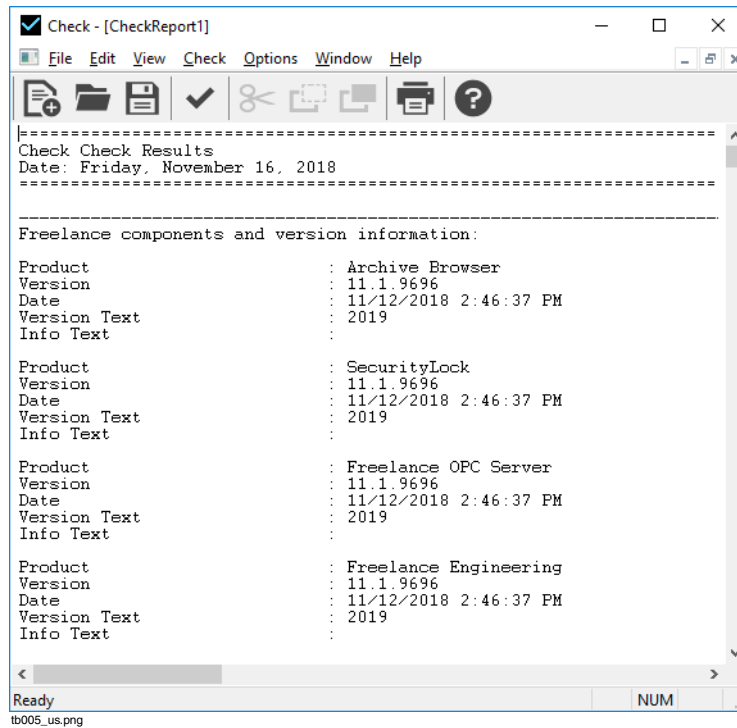 Check - [CheckReport1]
File Edit View Check Options Window Help
======================================================================
Check Check Results
Date: Friday, November 16, 2018
======================================================================
______________________________________________________________________
Freelance components and version information:
Product : Archive Browser
Version : 11.1.9696
Date : 11/12/2018 2:46:37 PM
Version Text : 2019
Info Text :
Product : SecurityLock
Version : 11.1.9696
Date : 11/12/2018 2:46:37 PM
Version Text : 2019
Info Text :
Product : Freelance OPC Server
Version : 11.1.9696
Date : 11/12/2018 2:46:37 PM
Version Text : 2019
Info Text :
Product : Freelance Engineering
Version : 11.1.9696
Date : 11/12/2018 2:46:37 PM
Version Text : 2019
Info Text :
Ready NUM
tb005_us.png